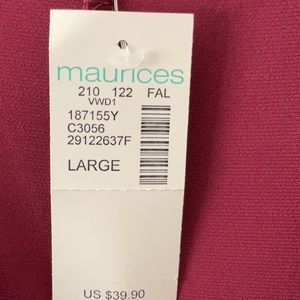 maurices
210 122 FAL
VWD1
187155Y
C3056
29122637F
LARGE
US $39.90